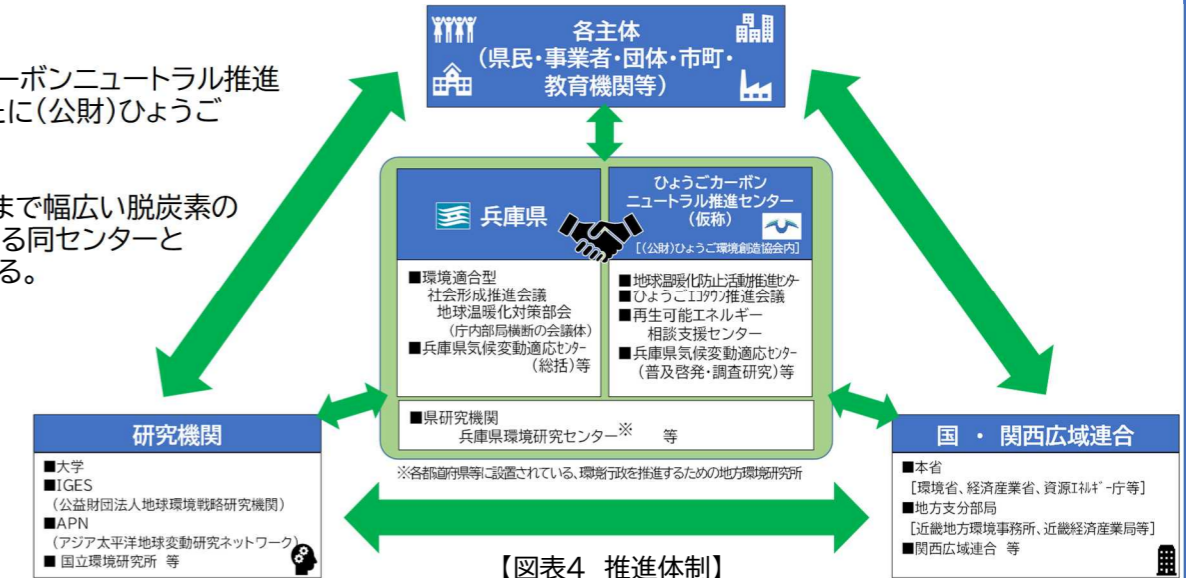 各主体
(県民・事業者・団体・市町・
教育機関等)
ーボンニュートラル推進
たに(公財)ひょうご
まで幅広い脱炭素の
る同センターと
る。
兵庫県
ひょうごカーボン
ニュートラル推進センター
(仮称)
[(公財)ひょうご環境創造協会内]
■環境適合型
社会形成推進会議
地球温暖化対策部会
(庁内部局横断の会議体)
■兵庫県気候変動適応センター
(総括)等
■地球温暖化防止活動推進センター
■ひょうごエコタウン推進会議
■再生可能エネルギー
相談支援センター
■兵庫県気候変動適応センター
(普及啓発・調査研究)等
■県研究機関
兵庫県環境研究センター※ 等
※各都道府県等に設置されている、環境行政を推進するための地方環境研究所
研究機関
■大学
■IGES
(公益財団法人地球環境戦略研究機関)
■APN
(アジア太平洋地球変動研究ネットワーク)
■ 国立環境研究所 等
国 ・ 関西広域連合
■本省
[環境省、経済産業省、資源エネルギー庁等]
■地方支分部局
[近畿地方環境事務所、近畿経済産業局等]
■関西広域連合 等
【図表4 推進体制】